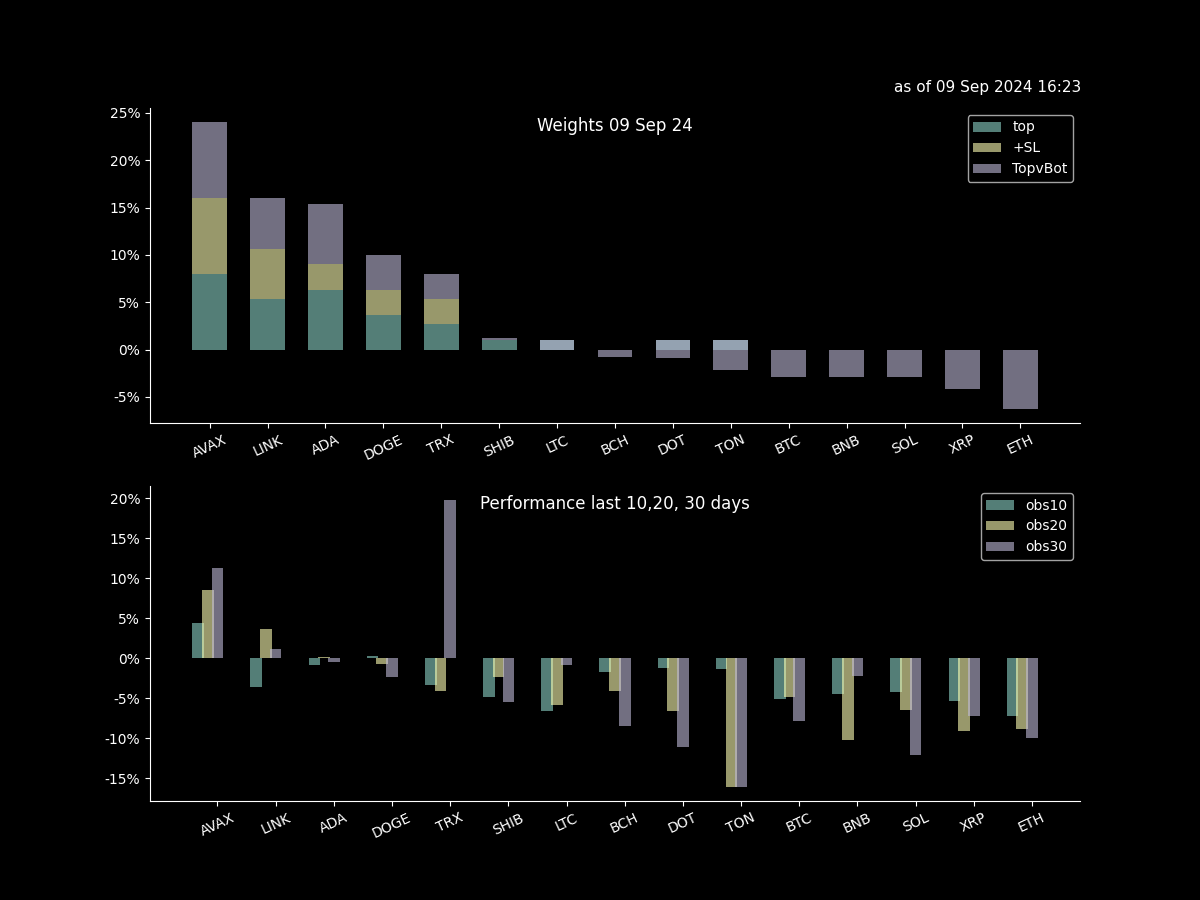 as of 09 Sep 2024 16:23
Weights 09 Sep 24
top
+SL
TopvBot
25%
20%
15%
10%
5%
0%
-5%
AVAX LINK ADA DOGE TRX SHIB LTC BCH DOT TON BTC BNB SOL XRP ETH
Performance last 10,20, 30 days
obs10
obs20
obs30
20%
15%
10%
5%
0%
-5%
-10%
-15%
AVAX LINK ADA DOGE TRX SHIB LTC BCH DOT TON BTC BNB SOL XRP ETH